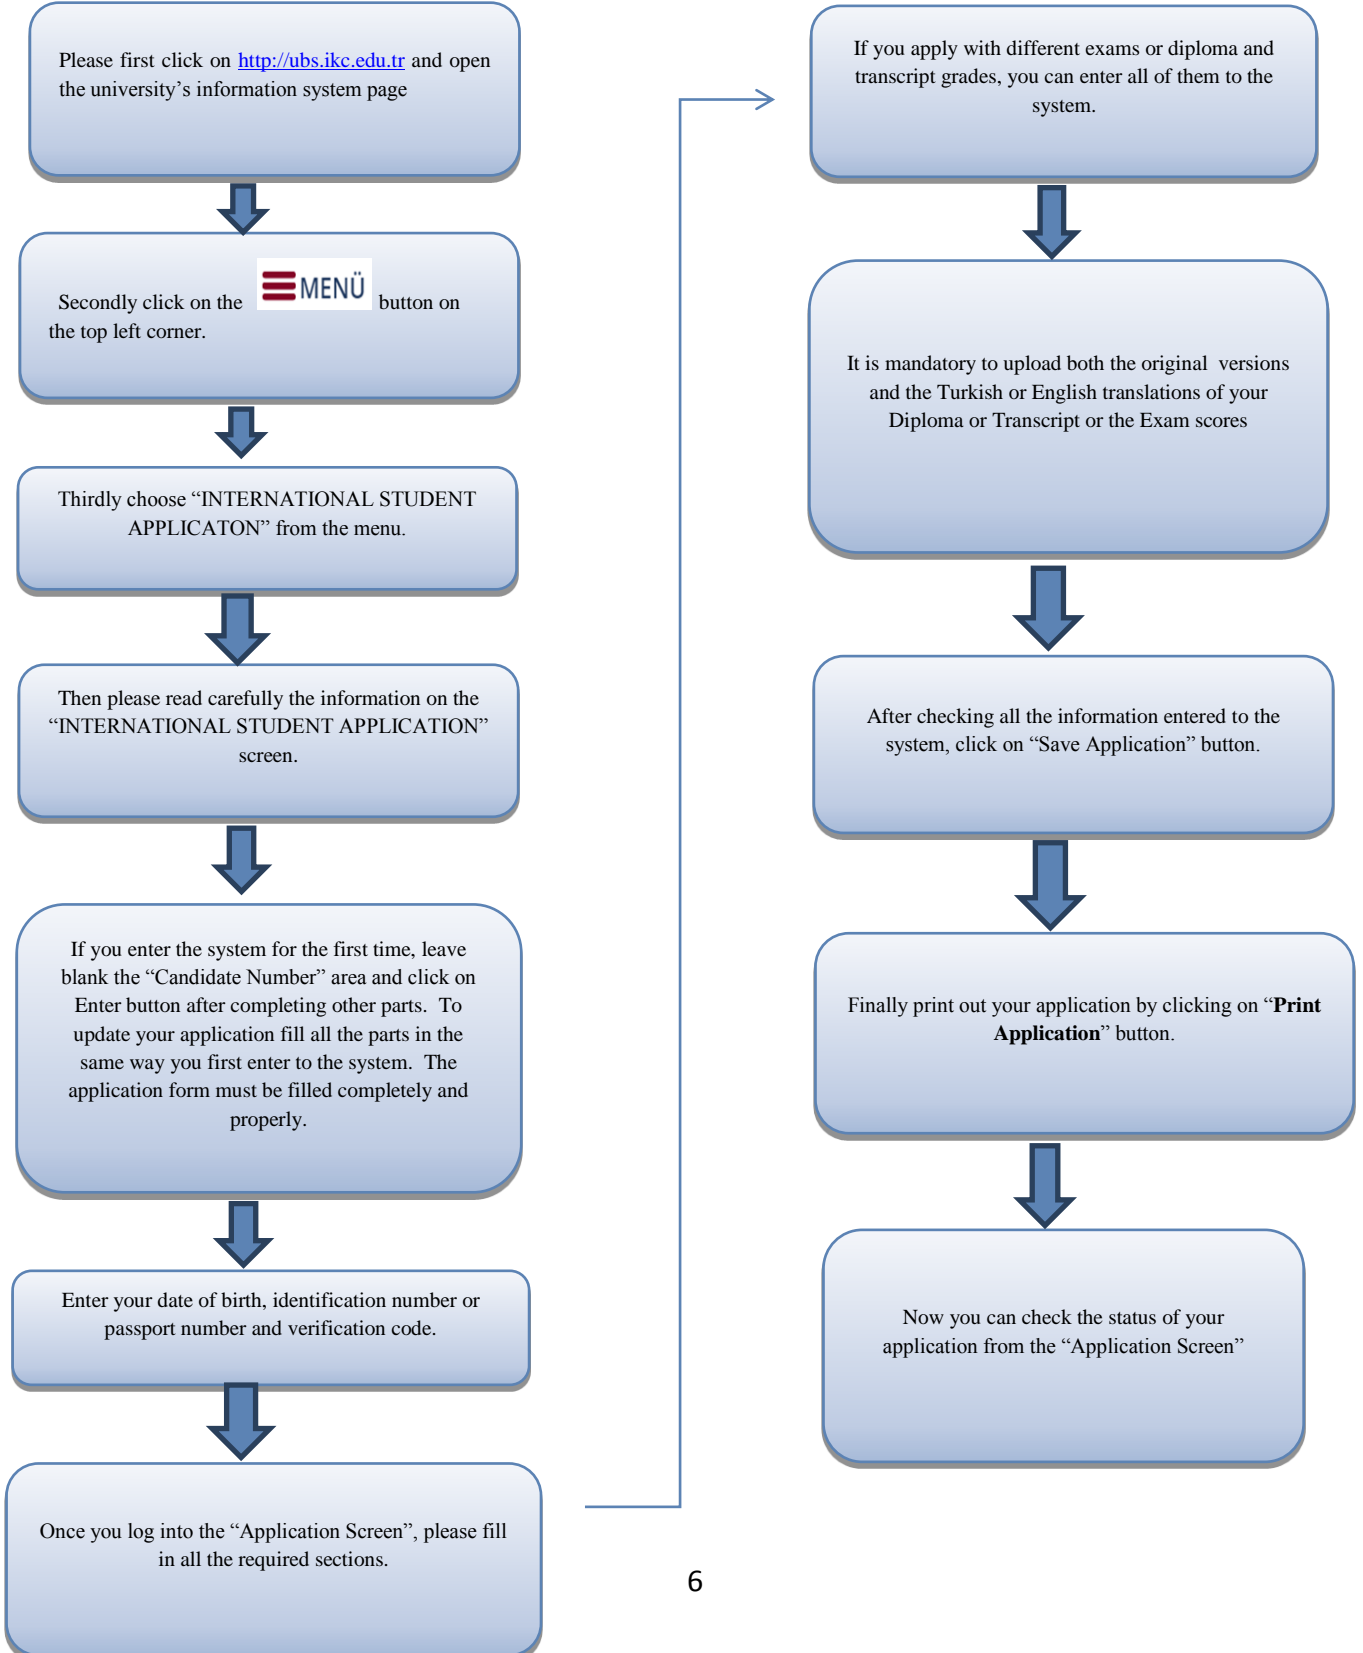 Please first click on http://ubs.ikc.edu.tr and open
the university’s information system page
Secondly click on the MENÜ button on
the top left corner.
Thirdly choose “INTERNATIONAL STUDENT
APPLICATON” from the menu.
Then please read carefully the information on the
“INTERNATIONAL STUDENT APPLICATION”
screen.
If you enter the system for the first time, leave
blank the “Candidate Number” area and click on
Enter button after completing other parts. To
update your application fill all the parts in the
same way you first enter to the system. The
application form must be filled completely and
properly.
Enter your date of birth, identification number or
passport number and verification code.
Once you log into the “Application Screen”, please fill
in all the required sections.
If you apply with different exams or diploma and
transcript grades, you can enter all of them to the
system.
It is mandatory to upload both the original versions
and the Turkish or English translations of your
Diploma or Transcript or the Exam scores
After checking all the information entered to the
system, click on “Save Application” button.
Finally print out your application by clicking on “Print
Application” button.
Now you can check the status of your
application from the “Application Screen”
6